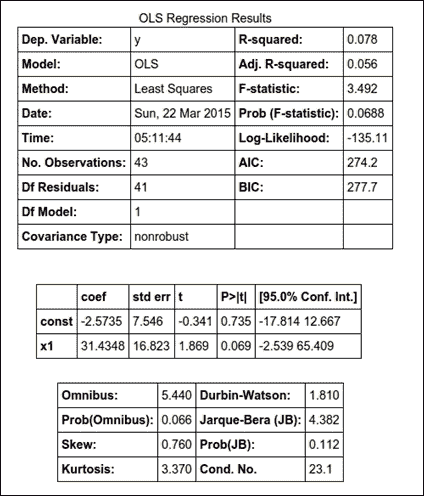 OLS Regression Results
Dep. Variable: y R-squared: 0.078
Model: OLS Adj. R-squared: 0.056
Method: Least Squares F-statistic: 3.492
Date: Sun, 22 Mar 2015 Prob (F-statistic): 0.0688
Time: 05:11:44 Log-Likelihood: -135.11
No. Observations: 43 AIC: 274.2
Df Residuals: 41 BIC: 277.7
Df Model: 1
Covariance Type: nonrobust
coef std err t P>|t| [95.0% Conf. Int.]
const -2.5735 7.546 -0.341 0.735 -17.814 12.667
x1 31.4348 16.823 1.869 0.069 -2.539 65.409
Omnibus: 5.440 Durbin-Watson: 1.810
Prob(Omnibus): 0.066 Jarque-Bera (JB): 4.382
Skew: 0.760 Prob(JB): 0.112
Kurtosis: 3.370 Cond. No. 23.1